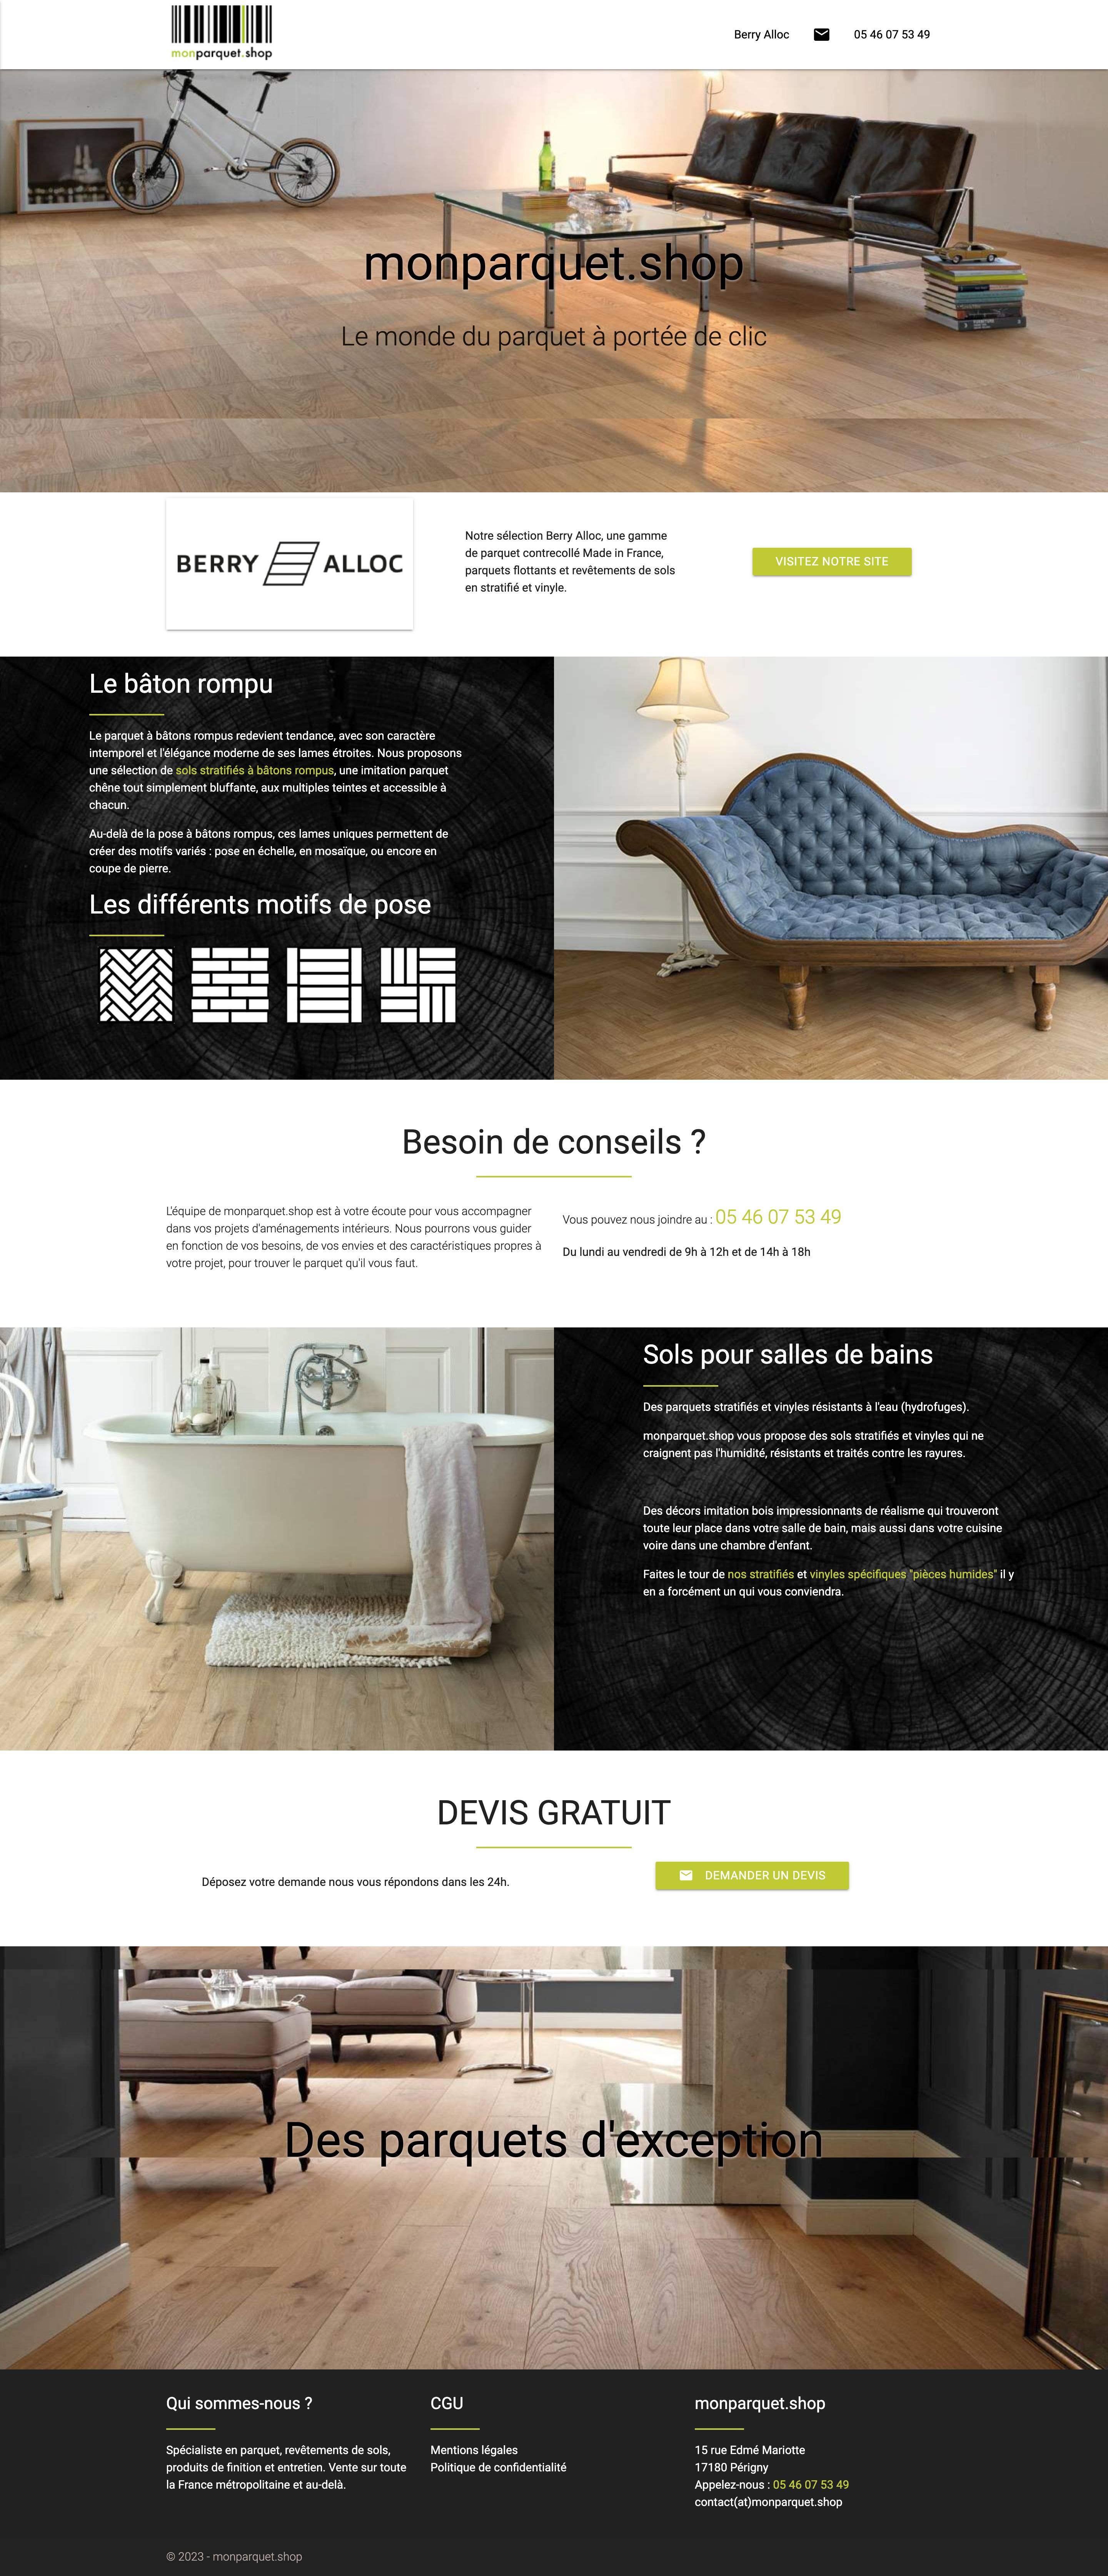 monparquet.shop
Berry Alloc
05 46 07 53 49
monparquet.shop
Le monde du parquet à portée de clic
BERRY ALLOC
Notre sélection Berry Alloc, une gamme
de parquet contrecollé Made in France,
parquets flottants et revêtements de sols
en stratifié et vinyle.
VISITEZ NOTRE SITE
Le bâton rompu
Le parquet à bâtons rompus redevient tendance, avec son caractère
intemporel et l'élégance moderne de ses lames étroites. Nous proposons
une sélection de sols stratifiés à bâtons rompus, une imitation parquet
chêne tout simplement bluffante, aux multiples teintes et accessible à
chacun.
Au-delà de la pose à bâtons rompus, ces lames uniques permettent de
créer des motifs variés : pose en échelle, en mosaïque, ou encore en
coupe de pierre.
Les différents motifs de pose
Besoin de conseils ?
L'équipe de monparquet.shop est à votre écoute pour vous accompagner
dans vos projets d'aménagements intérieurs. Nous pourrons vous guider
en fonction de vos besoins, de vos envies et des caractéristiques propres à
votre projet, pour trouver le parquet qu'il vous faut.
Vous pouvez nous joindre au : 05 46 07 53 49
Du lundi au vendredi de 9h à 12h et de 14h à 18h
Sols pour salles de bains
Des parquets stratifiés et vinyles résistants à l'eau (hydrofuges).
monparquet.shop vous propose des sols stratifiés et vinyles qui ne
craignent pas l'humidité, résistants et traités contre les rayures.
Des décors imitation bois impressionnants de réalisme qui trouveront
toute leur place dans votre salle de bain, mais aussi dans votre cuisine
voire dans une chambre d'enfant.
Faites le tour de nos stratifiés et vinyles spécifiques "pièces humides" il y
en a forcément un qui vous conviendra.
DEVIS GRATUIT
Déposez votre demande nous vous répondons dans les 24h.
DEMANDER UN DEVIS
Des parquets d'exception
Qui sommes-nous ?
Spécialiste en parquet, revêtements de sols,
produits de finition et entretien. Vente sur toute
la France métropolitaine et au-delà.
CGU
Mentions légales
Politique de confidentialité
monparquet.shop
15 rue Edmé Mariotte
17180 Périgny
Appelez-nous : 05 46 07 53 49
contact(at)monparquet.shop
© 2023 - monparquet.shop